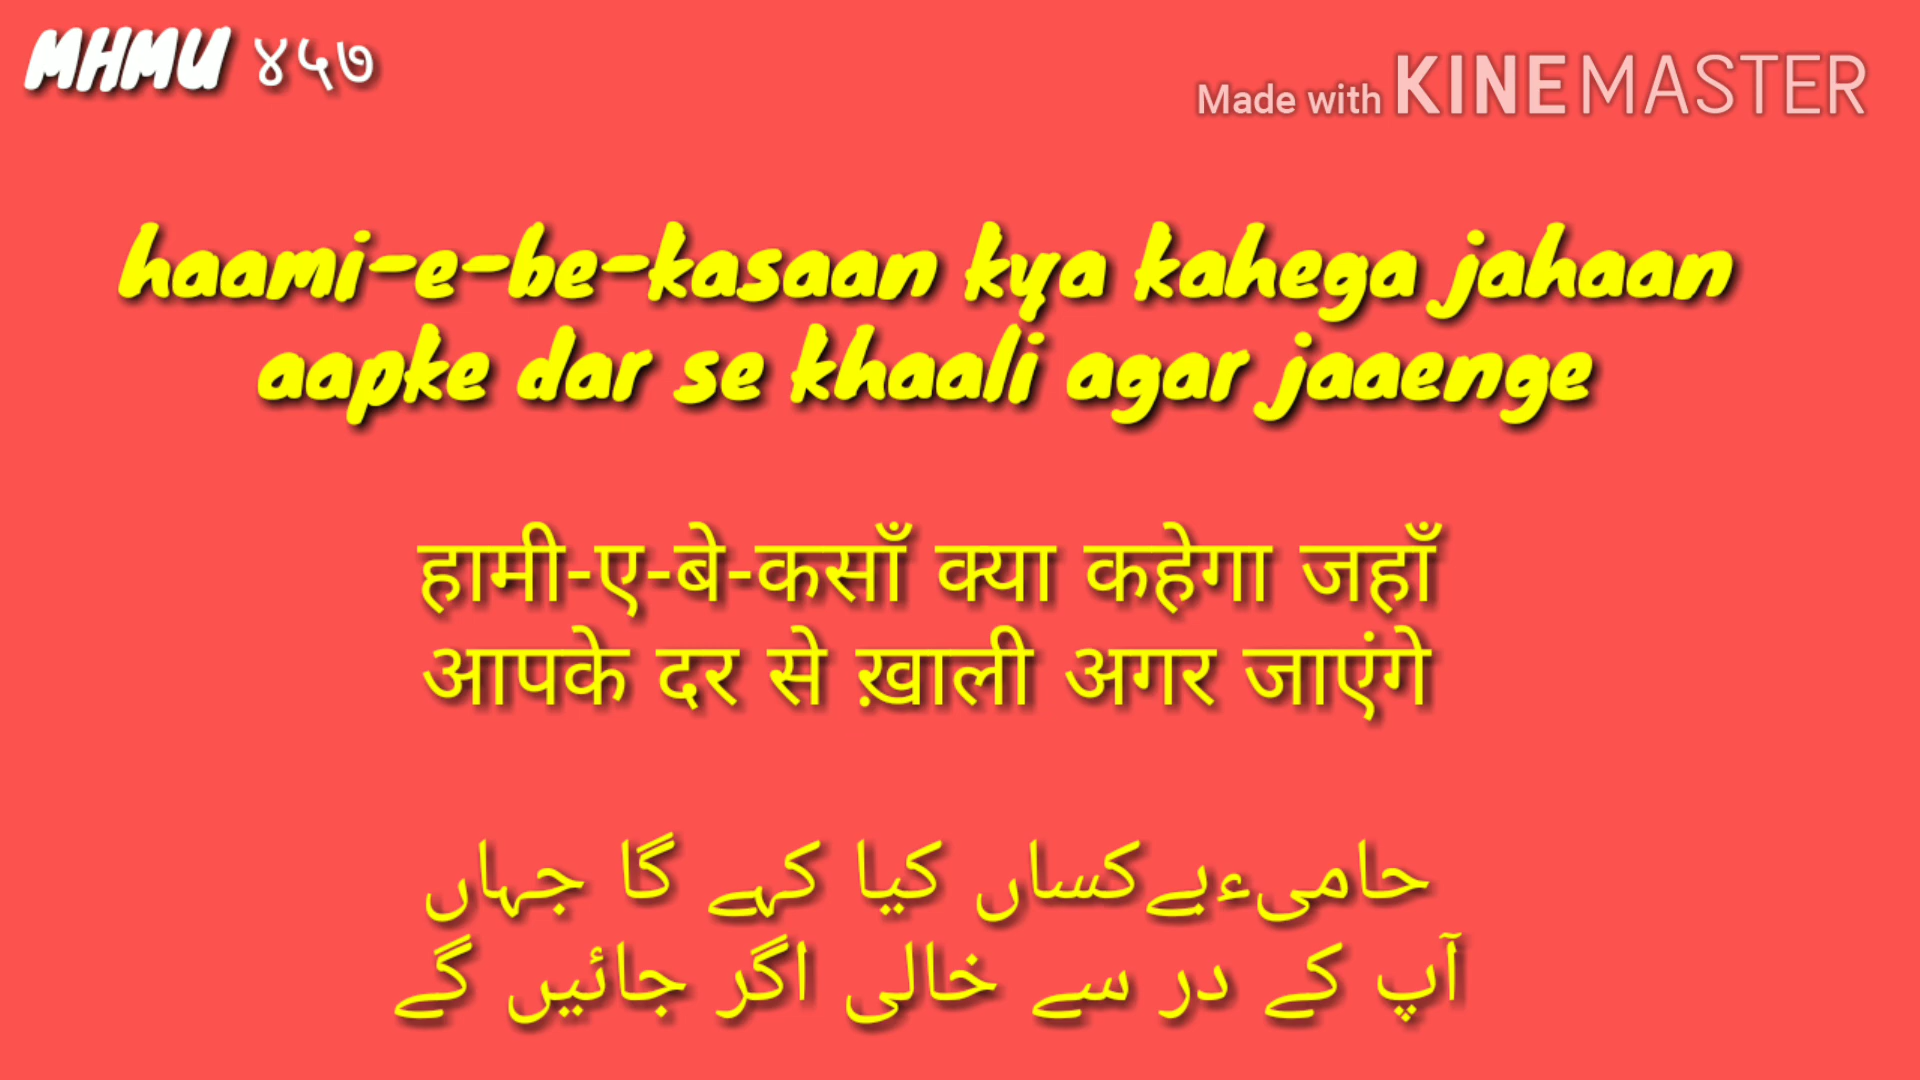 MHMU ४५७
Made with KINEMASTER
haami-e-be-kasaan kya kahega jahaan
aapke dar se khaali agar jaaenge
हामी-ए-बे-कसाँ क्या कहेगा जहाँ
आपके दर से ख़ाली अगर जाएंगे
حامیءبےکساں کیا کہے گا جہاں
آپ کے در سے خالی اگر جائیں گے